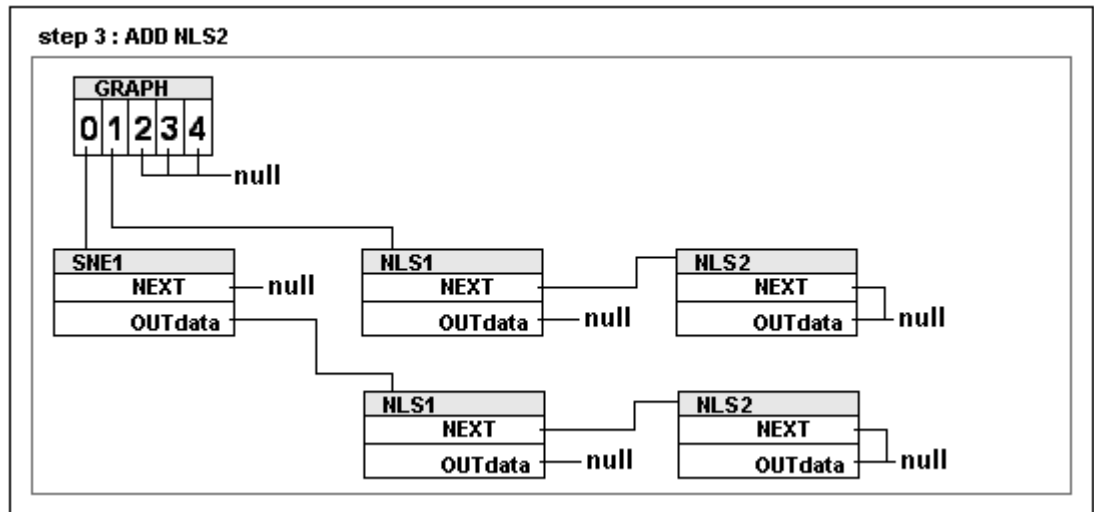 step 3 : ADD NLS2
GRAPH
0 1 2 3 4
null
SNE1
NEXT null
OUTdata
NLS1
NEXT
OUTdata null
NLS2
NEXT
OUTdata null
NLS1
NEXT
OUTdata null
NLS2
NEXT
OUTdata null